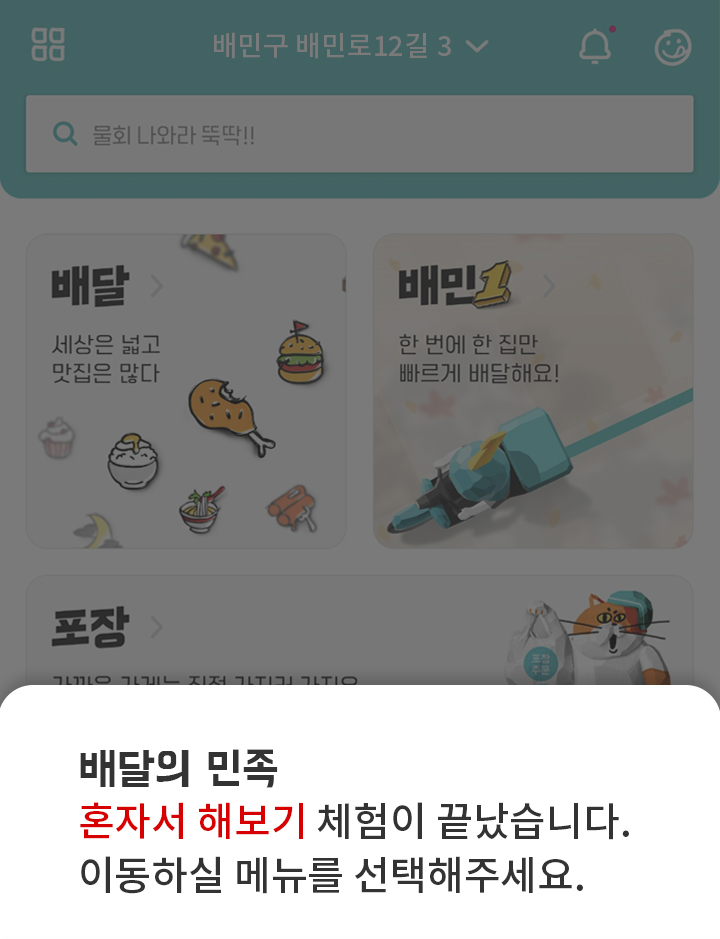 배민구 배민로12길 3
물회 나와라 뚝딱!!
배달
세상은 넓고
맛집은 많다
배민1
한 번에 한 집만
빠르게 배달해요!
포장
배달의 민족
혼자서 해보기 체험이 끝났습니다.
이동하실 메뉴를 선택해주세요.